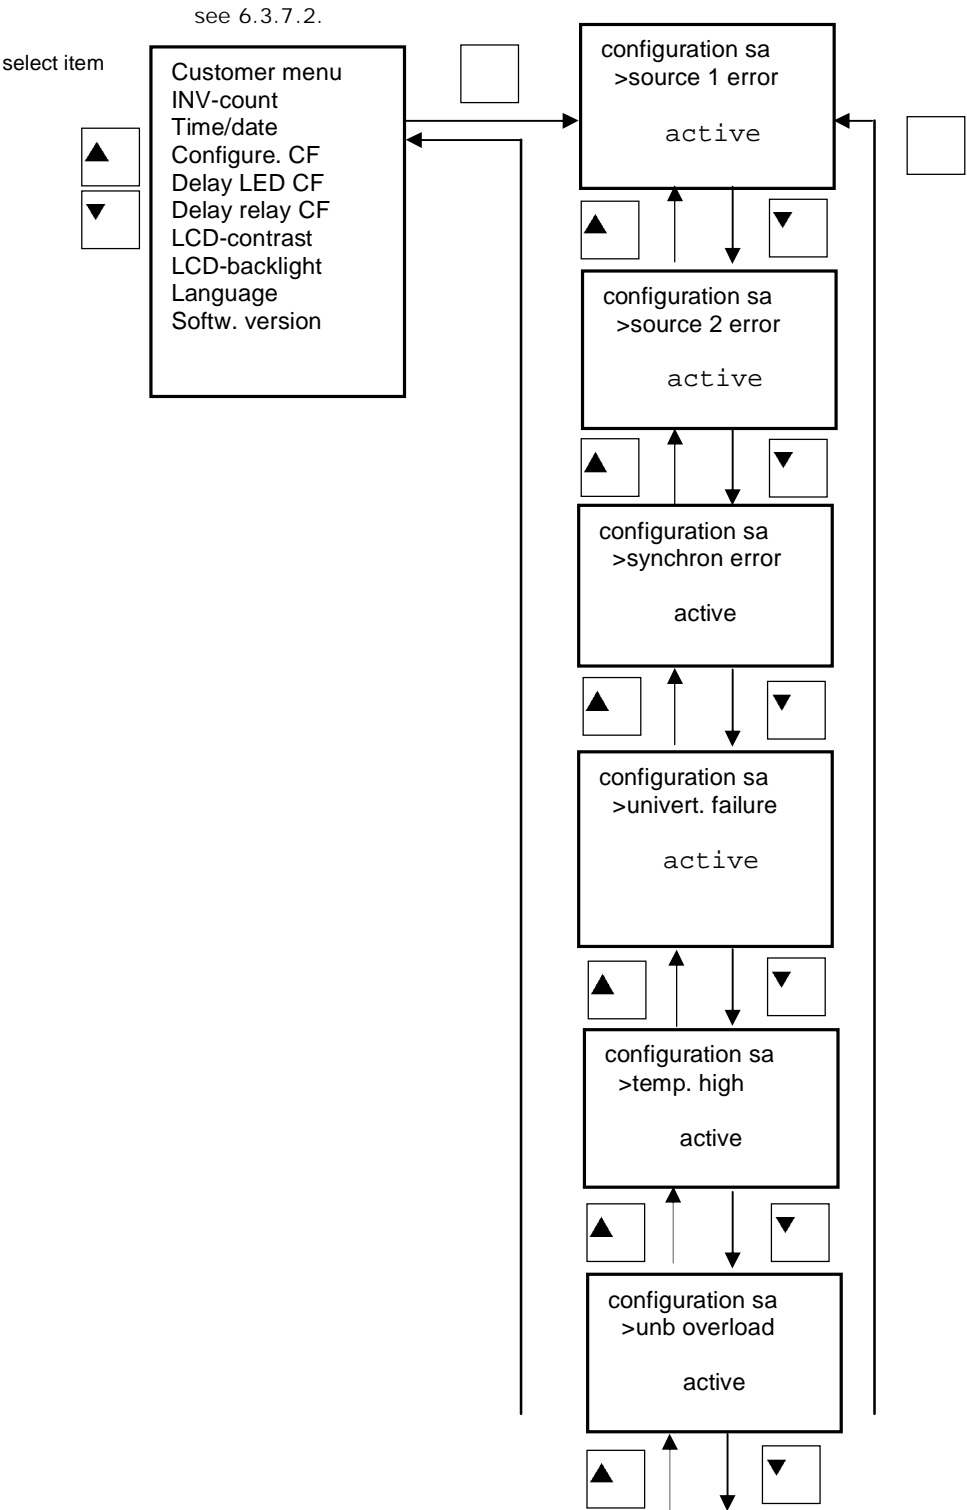 see 6.3.7.2.
select item
Customer menu
INV-count
Time/date
Configure. CF
Delay LED CF
Delay relay CF
LCD-contrast
LCD-backlight
Language
Softw. version
configuration sa
>source 1 error
active
configuration sa
>source 2 error
active
configuration sa
>synchron error
active
configuration sa
>univert. failure
active
configuration sa
>temp. high
active
configuration sa
>unb overload
active